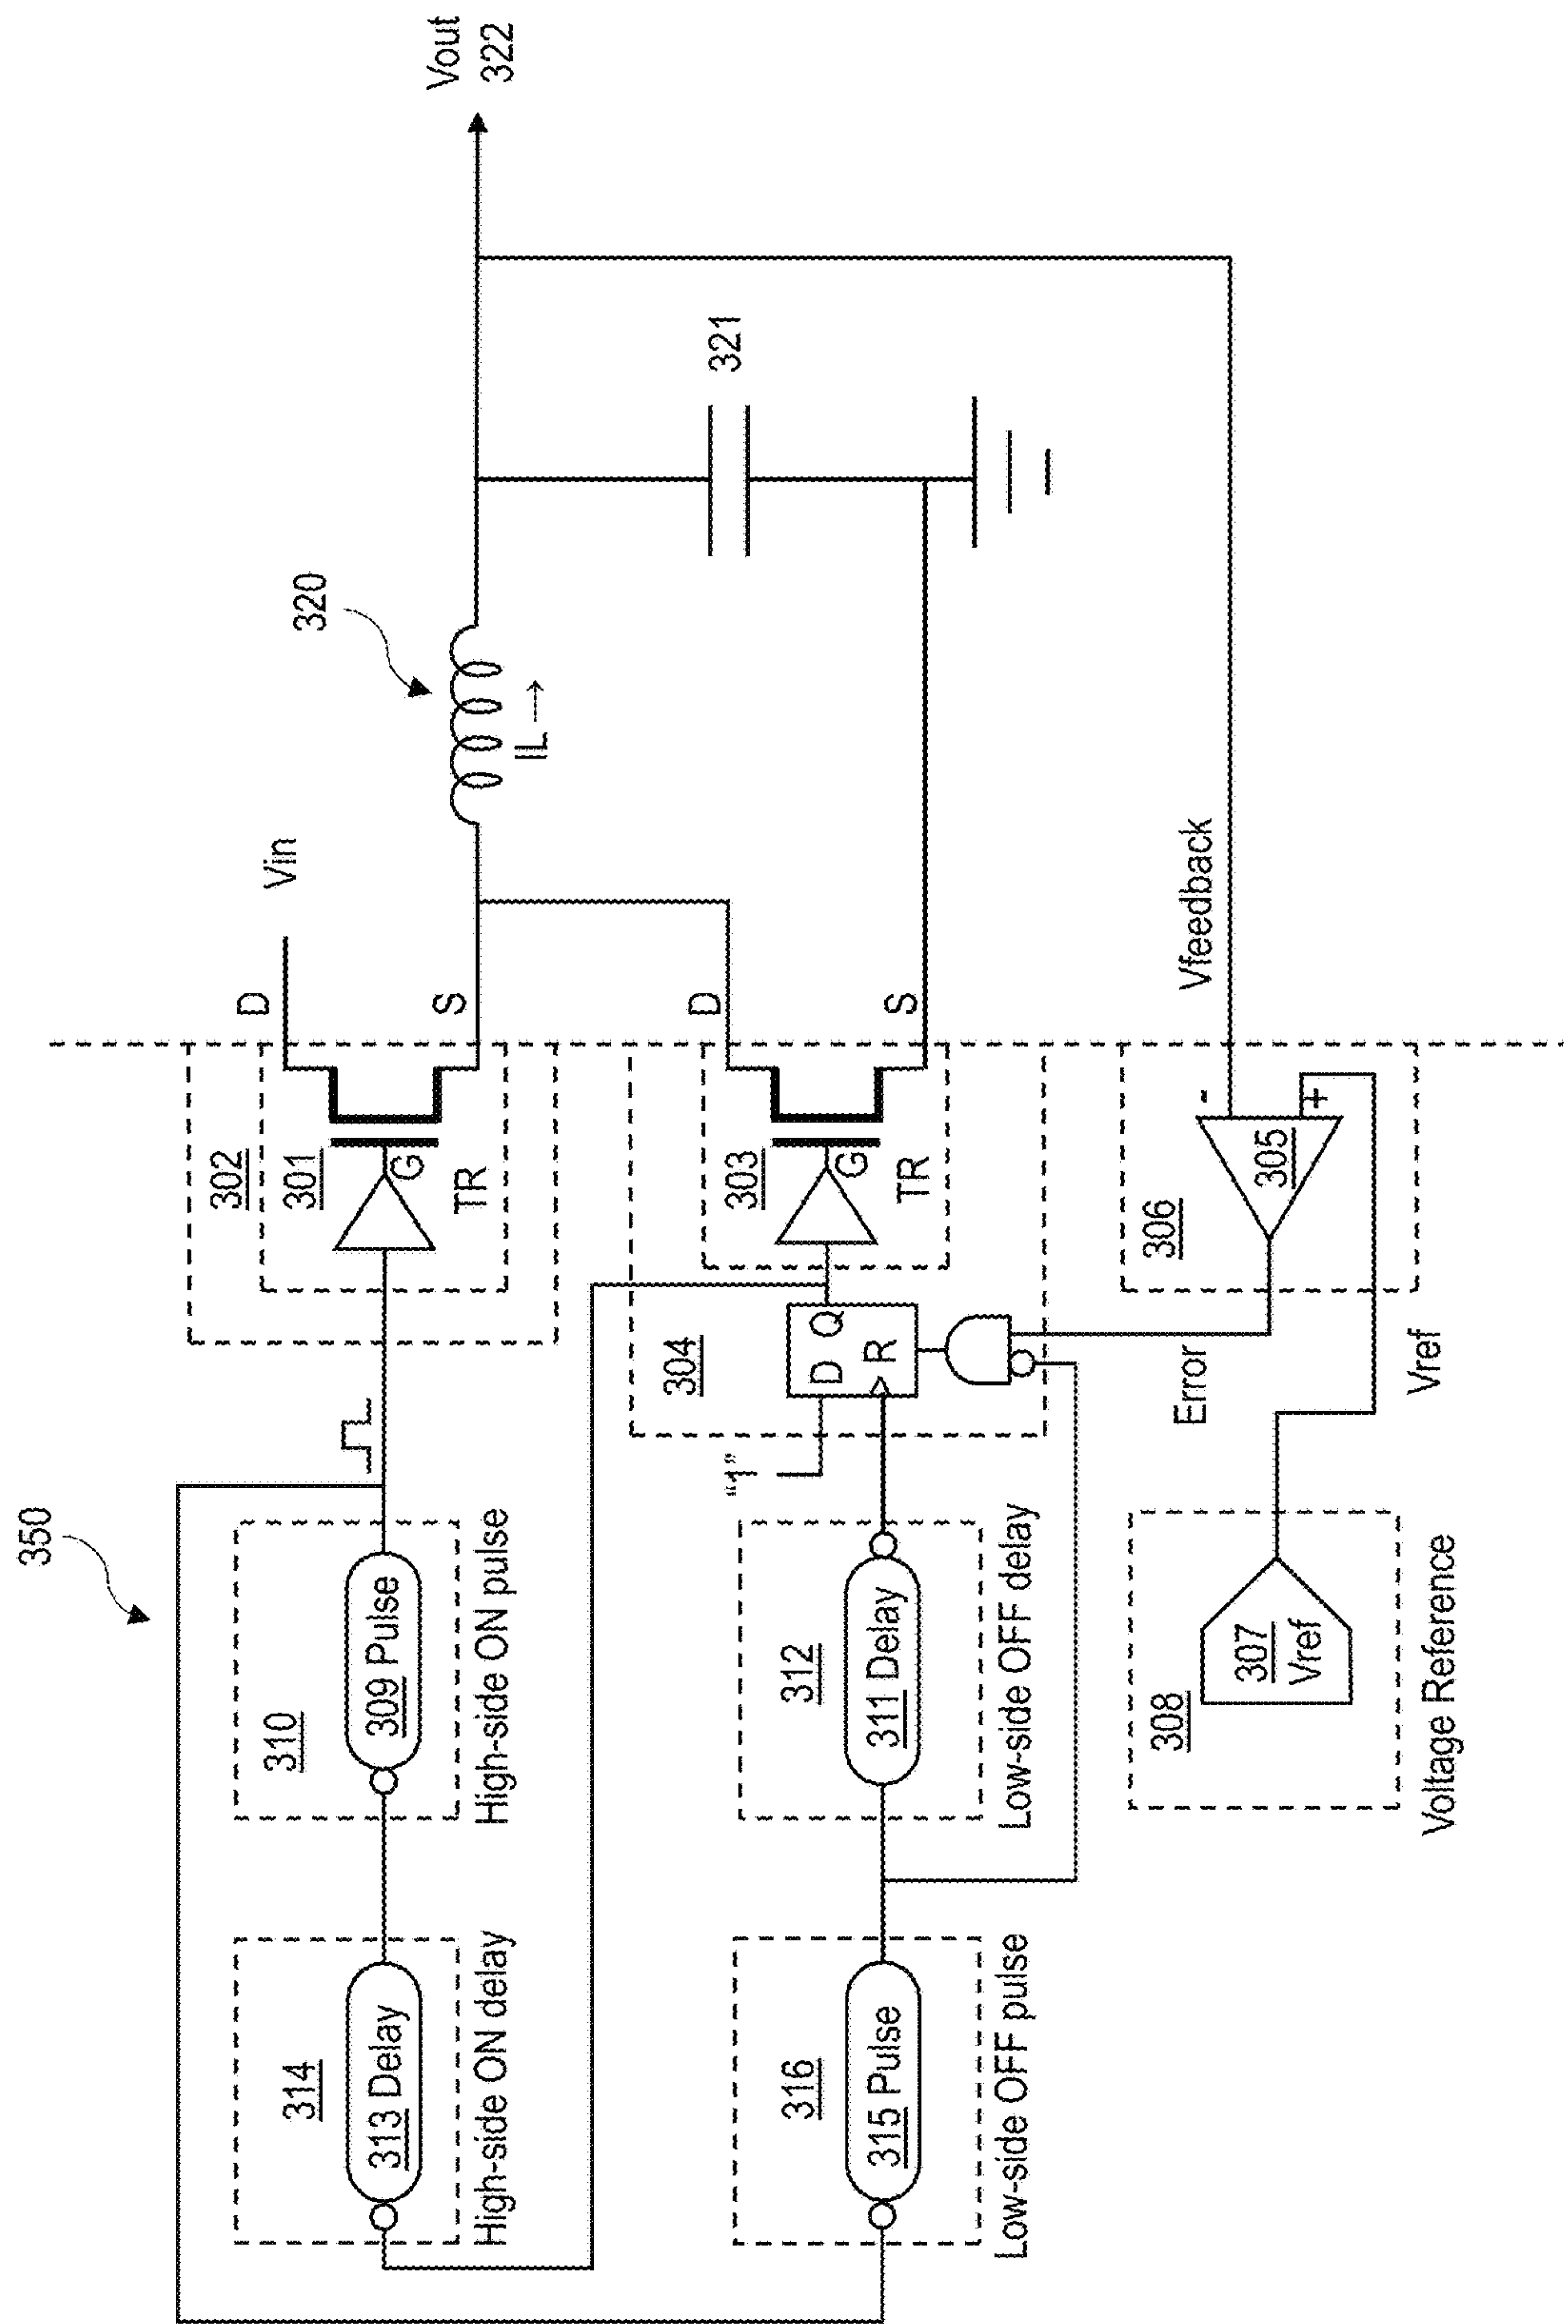 350
314
313 Delay
High-side ON delay
310
309 Pulse
High-side ON pulse
302
301
G
TR
D
S
Vin
320
IL →
Vout
322
321
316
315 Pulse
Low-side OFF pulse
312
311 Delay
Low-side OFF delay
"1"
304
D
Q
R
303
G
TR
D
S
308
307
Vref
Voltage Reference
Error
Vref
306
305
-
+
Vfeedback